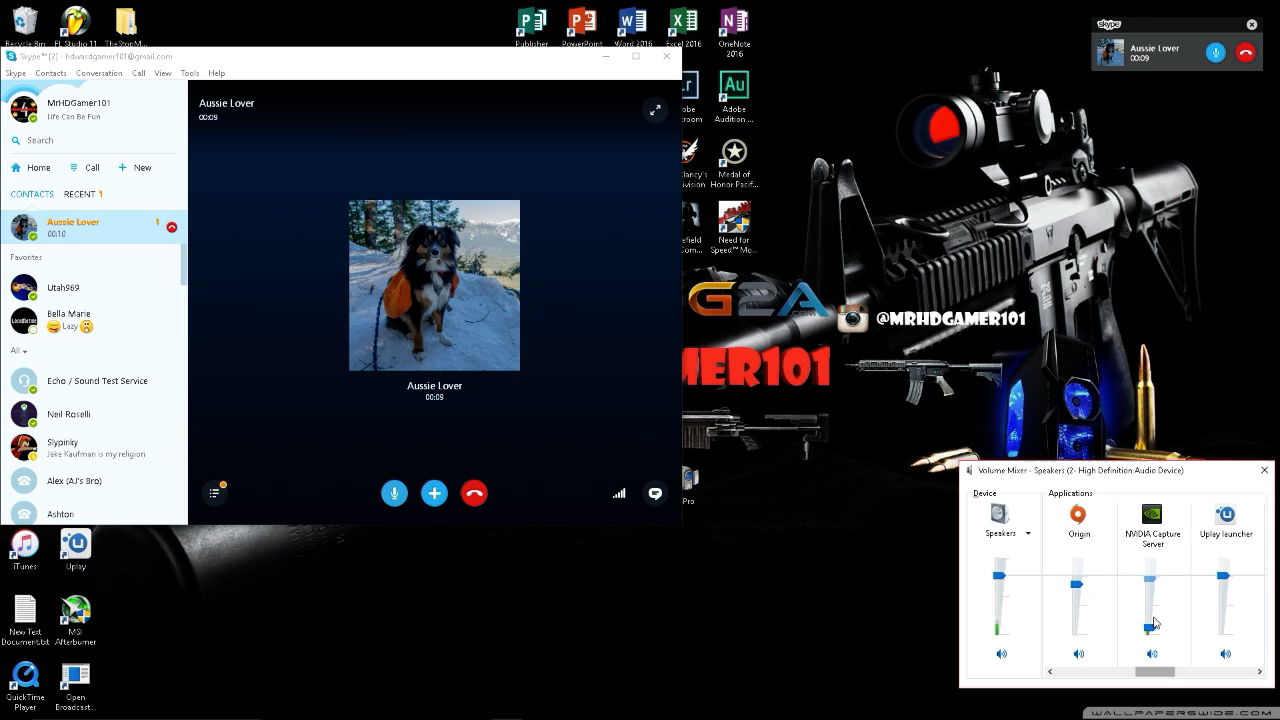 Recycle Bin
FL Studio 11
TheStopM...
Publisher
PowerPoint
Word 2016
Excel 2016
OneNote 2016
skype
Aussie Lover
00:09
Skype™ [2] - hdwasdgamer101@gmail.com
Skype Contacts Conversation Call View Tools Help
MrHDGamer101
Life Can Be Fun
Search
Home Call New
CONTACTS RECENT 1
Aussie Lover 1
00:10
Favorites
Utah969
Bella Marie
Lazy
All
Echo / Sound Test Service
Neil Roselli
Slypinky
Jake Kaufman is my religion
Alex (AJ's Bro)
Ashton
Aussie Lover
00:09
Aussie Lover
00:09
Adobe Audition ...
Medal of Honor Pacif...
Need for Speed™ Mo...
G2A
@MRHDGAMER101
MER101
Pro
Volume Mixer - Speakers (2- High Definition Audio Device)
Device Applications
Speakers
Origin
NVIDIA Capture Server
Uplay launcher
iTunes
Uplay
New Text Document.txt
MSI Afterburner
QuickTime Player
Open Broadcast...
WALLPAPERSWIDE.COM